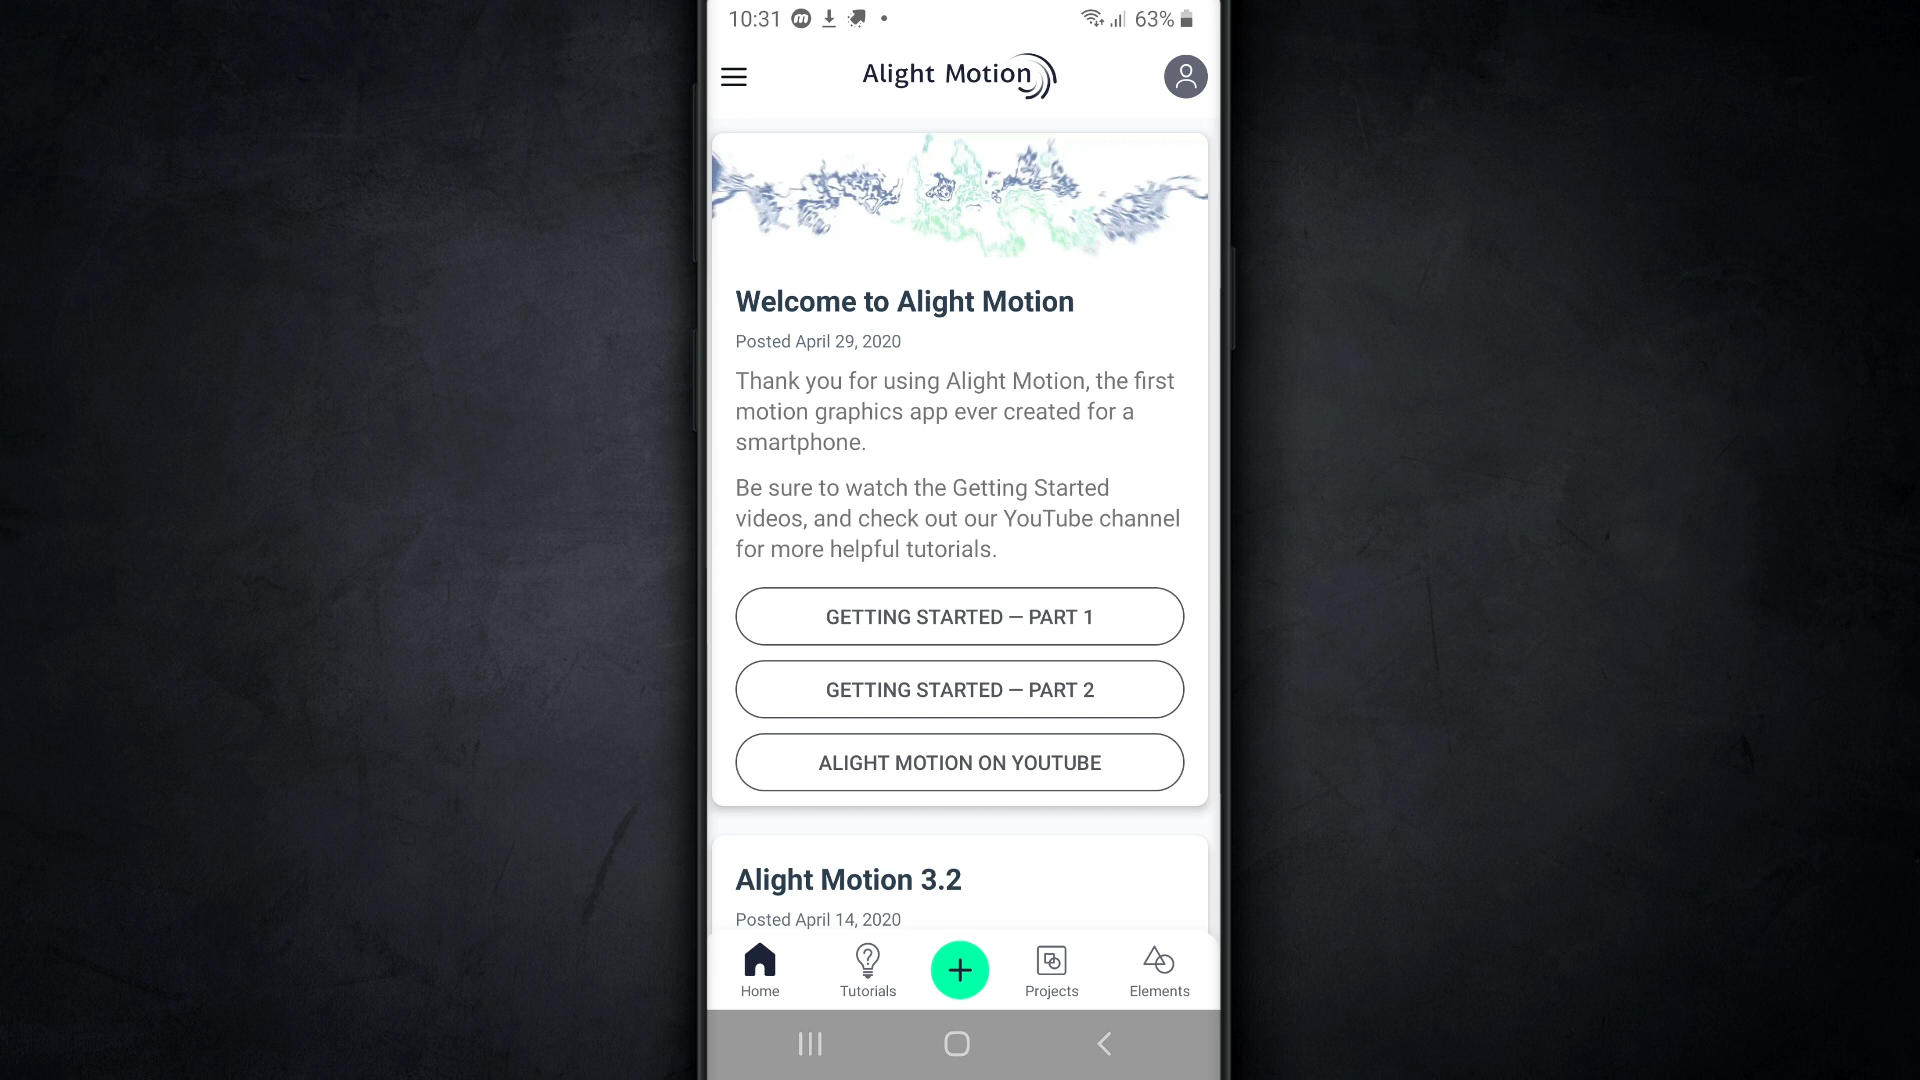 10:31
63%
Alight Motion
Welcome to Alight Motion
Posted April 29, 2020
Thank you for using Alight Motion, the first
motion graphics app ever created for a
smartphone.
Be sure to watch the Getting Started
videos, and check out our YouTube channel
for more helpful tutorials.
GETTING STARTED — PART 1
GETTING STARTED — PART 2
ALIGHT MOTION ON YOUTUBE
Alight Motion 3.2
Posted April 14, 2020
Home
Tutorials
Projects
Elements